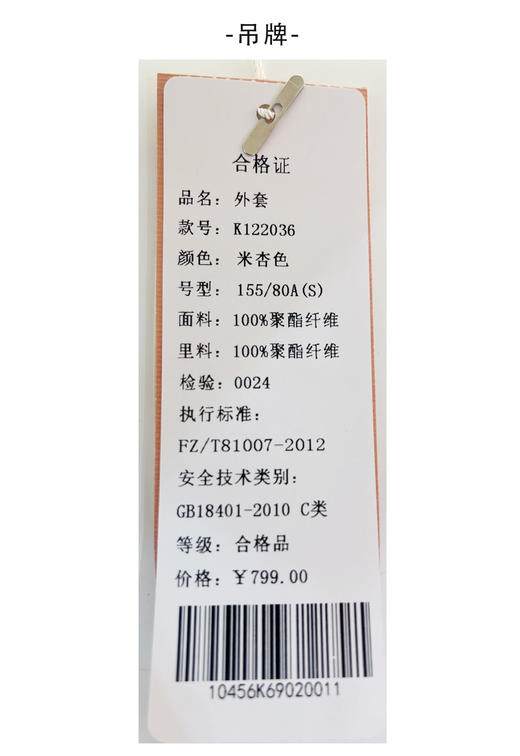 -吊牌-
合格证
品名：外套
款号：K122036
颜色：米杏色
号型：155/80A(S)
面料：100%聚酯纤维
里料：100%聚酯纤维
检验：0024
执行标准：
FZ/T81007-2012
安全技术类别：
GB18401-2010 C类
等级：合格品
价格：￥799.00
10456K69020011